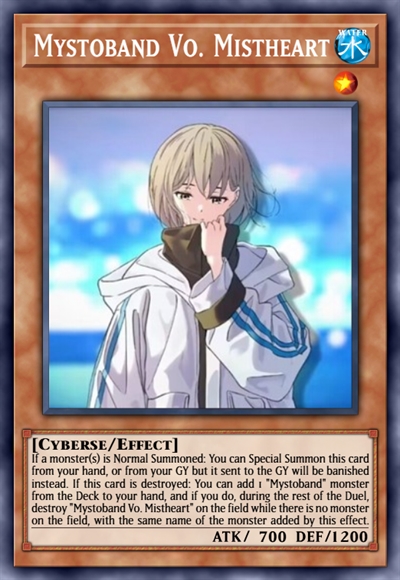 Mystoband Vo. Mistheart
WATER
水
[Cyberse/Effect]
If a monster(s) is Normal Summoned: You can Special Summon this card
from your hand, or from your GY but it sent to the GY will be banished
instead. If this card is destroyed: You can add 1 "Mystoband" monster
from the Deck to your hand, and if you do, during the rest of the Duel,
destroy "Mystoband Vo. Mistheart" on the field while there is no monster
on the field, with the same name of the monster added by this effect.
ATK/ 700 DEF/1200